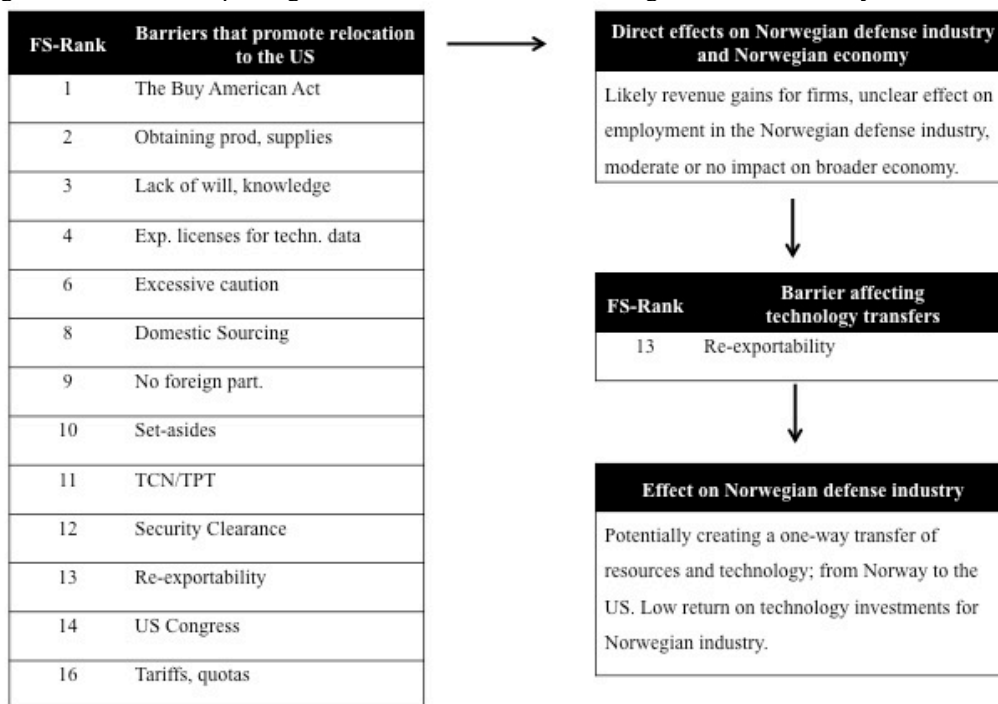 FS-Rank Barriers that promote relocation
to the US
1 The Buy American Act
2 Obtaining prod, supplies
3 Lack of will, knowledge
4 Exp. licenses for techn. data
6 Excessive caution
8 Domestic Sourcing
9 No foreign part.
10 Set-asides
11 TCN/TPT
12 Security Clearance
13 Re-exportability
14 US Congress
16 Tariffs, quotas
Direct effects on Norwegian defense industry
and Norwegian economy
Likely revenue gains for firms, unclear effect on
employment in the Norwegian defense industry,
moderate or no impact on broader economy.
FS-Rank Barrier affecting
technology transfers
13 Re-exportability
Effect on Norwegian defense industry
Potentially creating a one-way transfer of
resources and technology; from Norway to the
US. Low return on technology investments for
Norwegian industry.